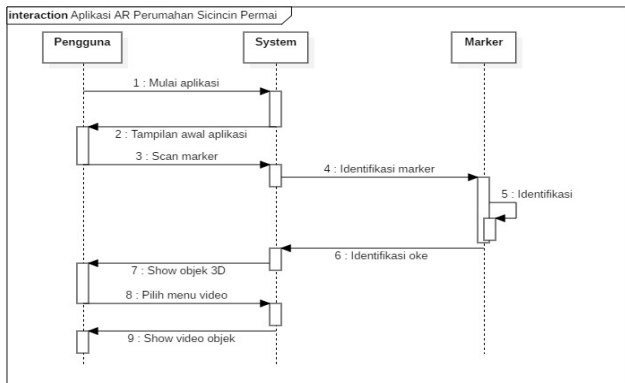 interaction Aplikasi AR Perumahan Sicincin Permai
Pengguna
System
Marker
1 : Mulai aplikasi
2 : Tampilan awal aplikasi
3 : Scan marker
4 : Identifikasi marker
5 : Identifikasi
6 : Identifikasi oke
7 : Show objek 3D
8 : Pilih menu video
9 : Show video objek